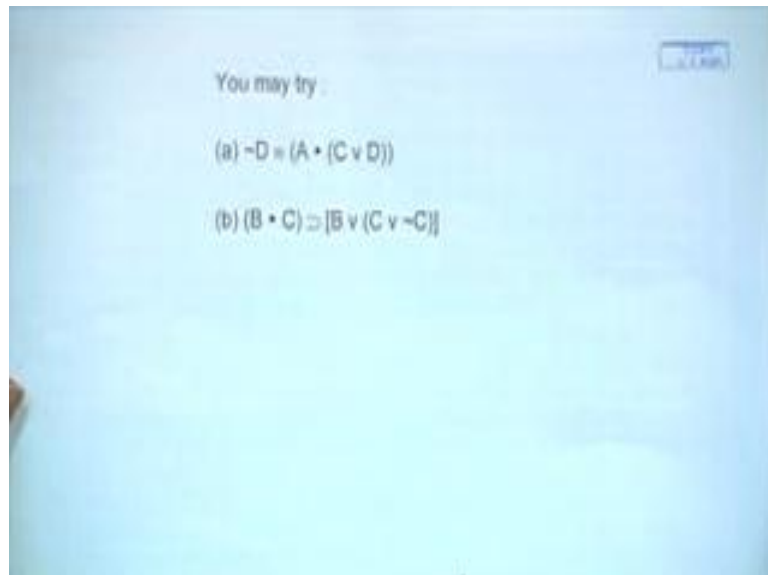 You may try :
(a) ~D ≡ (A • (C v D))
(b) (B • C) ⊃ [B v (C v ~C)]